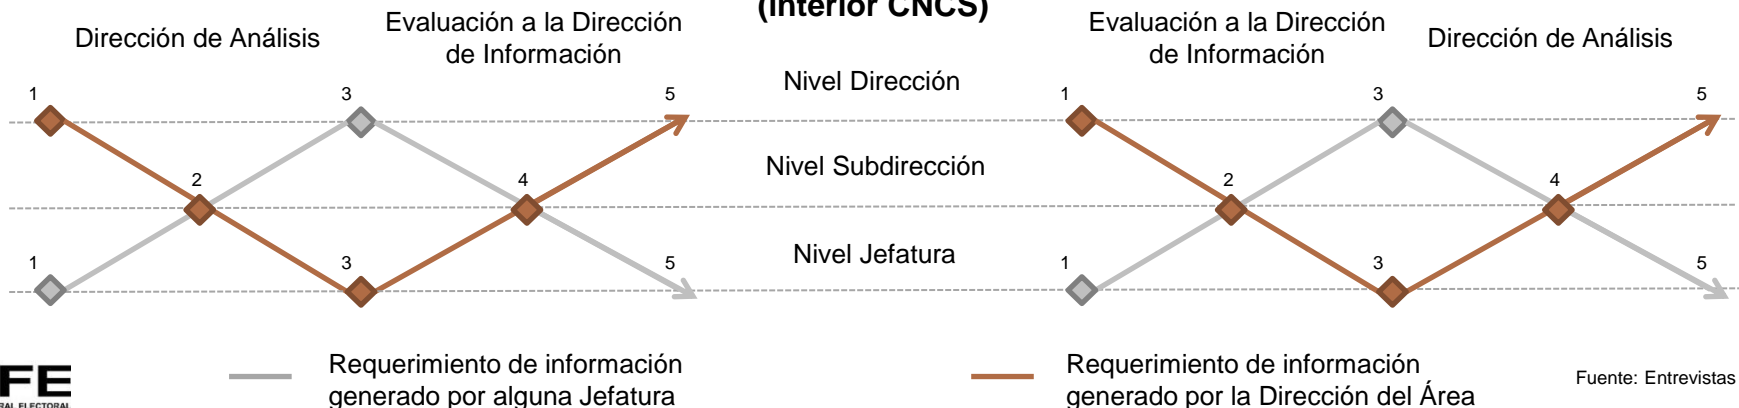 (Interior CNCS)
Dirección de Análisis
Evaluación a la Dirección
de Información
Evaluación a la Dirección
de Información
Dirección de Análisis
Nivel Dirección
1
3
5
1
3
5
Nivel Subdirección
2
4
2
4
Nivel Jefatura
1
3
5
1
3
5
Requerimiento de información
generado por alguna Jefatura
Requerimiento de información
generado por la Dirección del Área
Fuente: Entrevistas
FE
RAL ELECTORAL